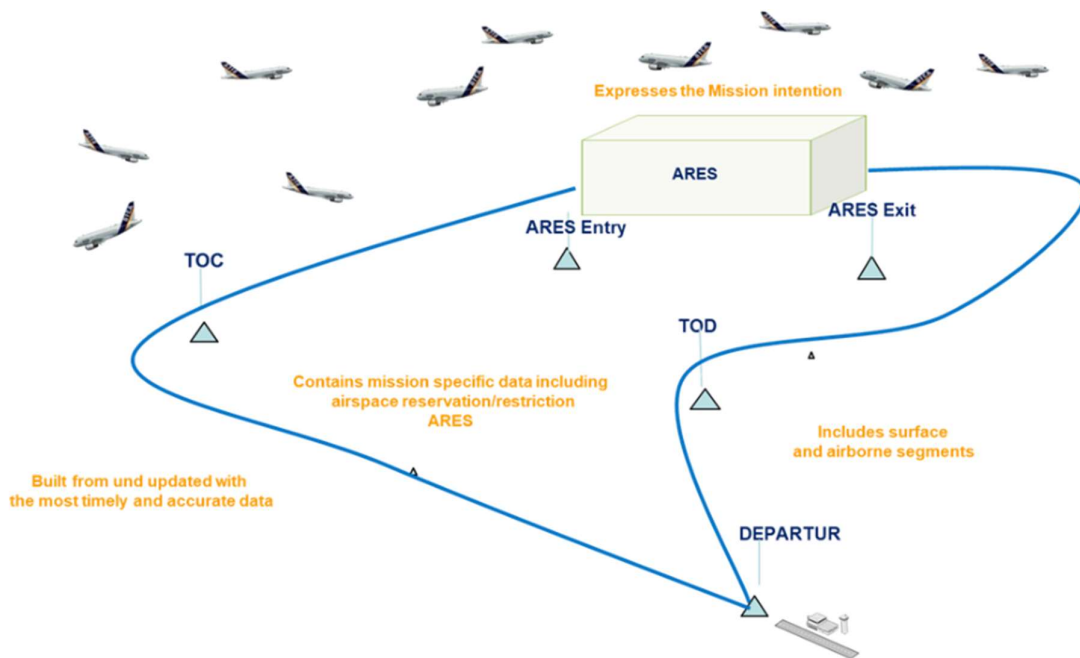 Expresses the Mission intention
ARES
ARES Entry
ARES Exit
TOC
TOD
Contains mission specific data including
airspace reservation/restriction
ARES
Includes surface
and airborne segments
Built from und updated with
the most timely and accurate data
DEPARTUR